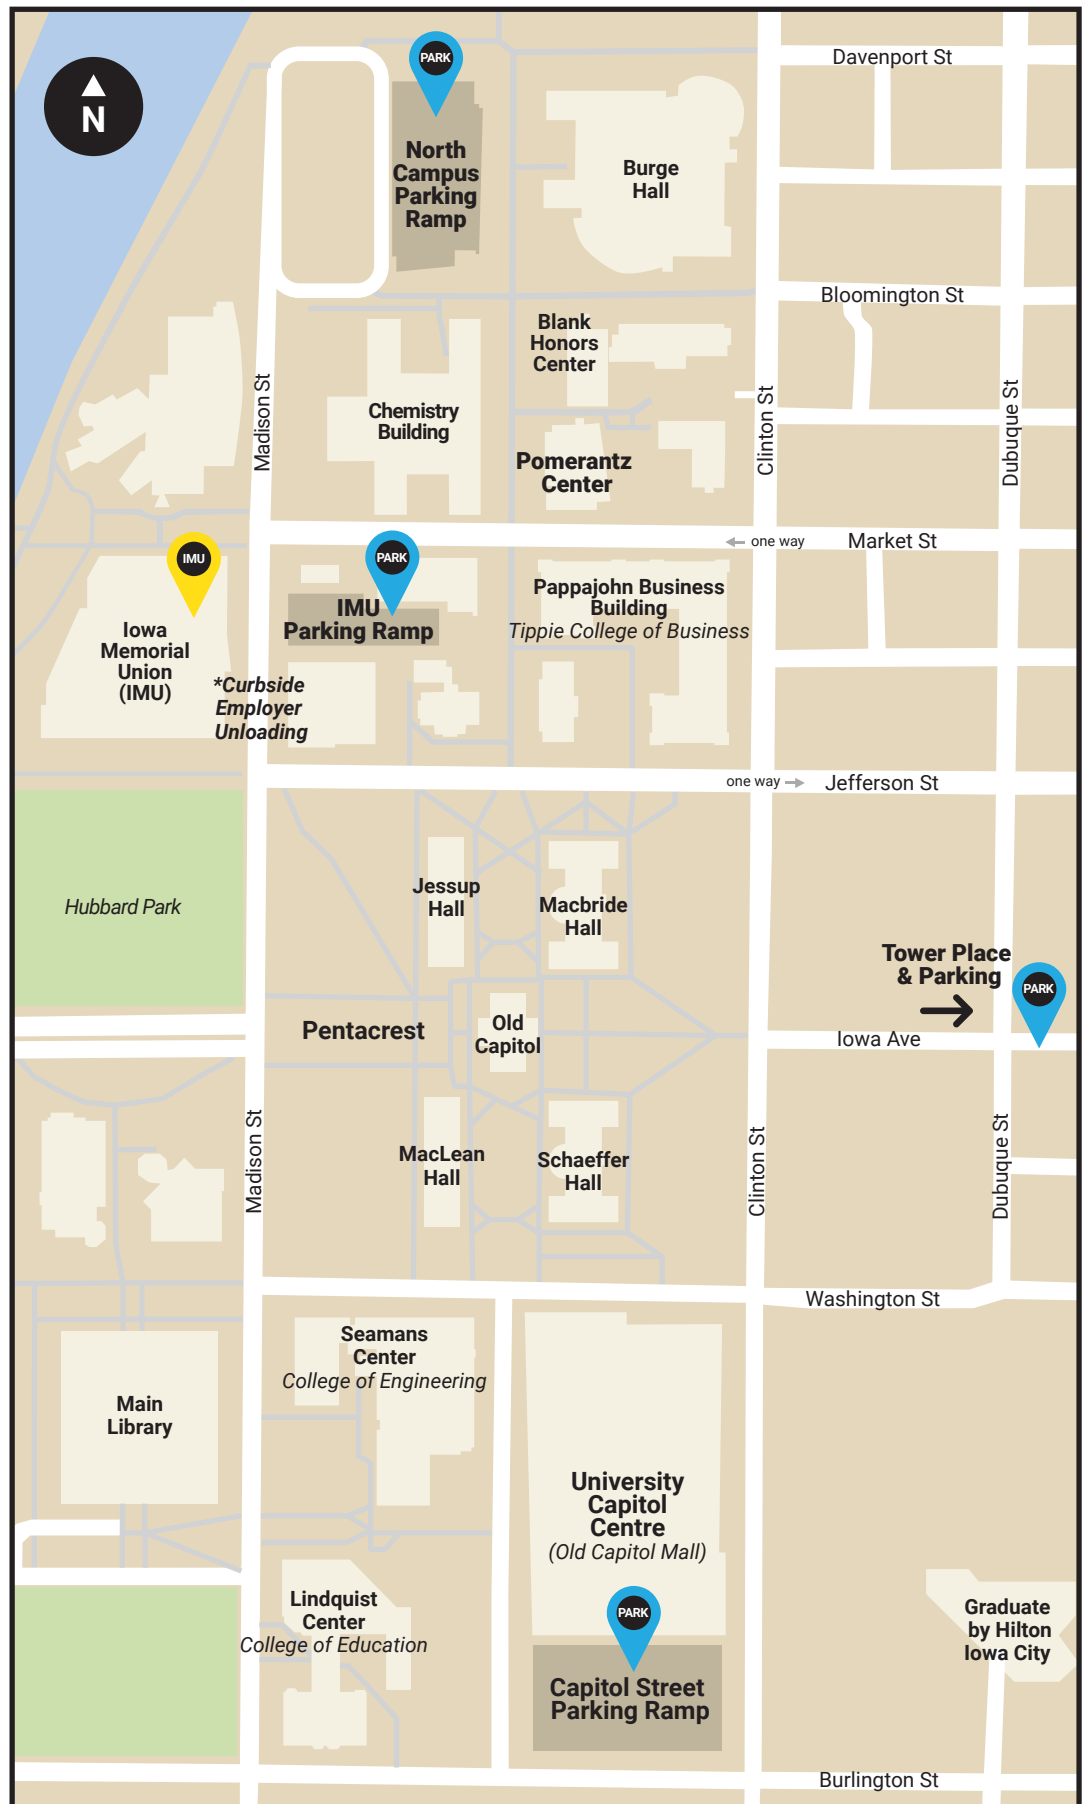 N
PARK
North
Campus
Parking
Ramp
Burge
Hall
Davenport St
Bloomington St
Blank
Honors
Center
Madison St
Chemistry
Building
Clinton St
Dubuque St
Pomerantz
Center
← one way
Market St
IMU
PARK
IMU
Parking Ramp
Pappajohn Business
Building
Tippie College of Business
Iowa
Memorial
Union
(IMU)
*Curbside
Employer
Unloading
one way →
Jefferson St
Hubbard Park
Jessup
Hall
Macbride
Hall
Tower Place
& Parking
PARK
Pentacrest
Old
Capitol
Iowa Ave
Madison St
MacLean
Hall
Schaeffer
Hall
Clinton St
Dubuque St
Washington St
Seamans
Center
College of Engineering
Main
Library
University
Capitol
Centre
(Old Capitol Mall)
Lindquist
Center
College of Education
PARK
Graduate
by Hilton
Iowa City
Capitol Street
Parking Ramp
Burlington St